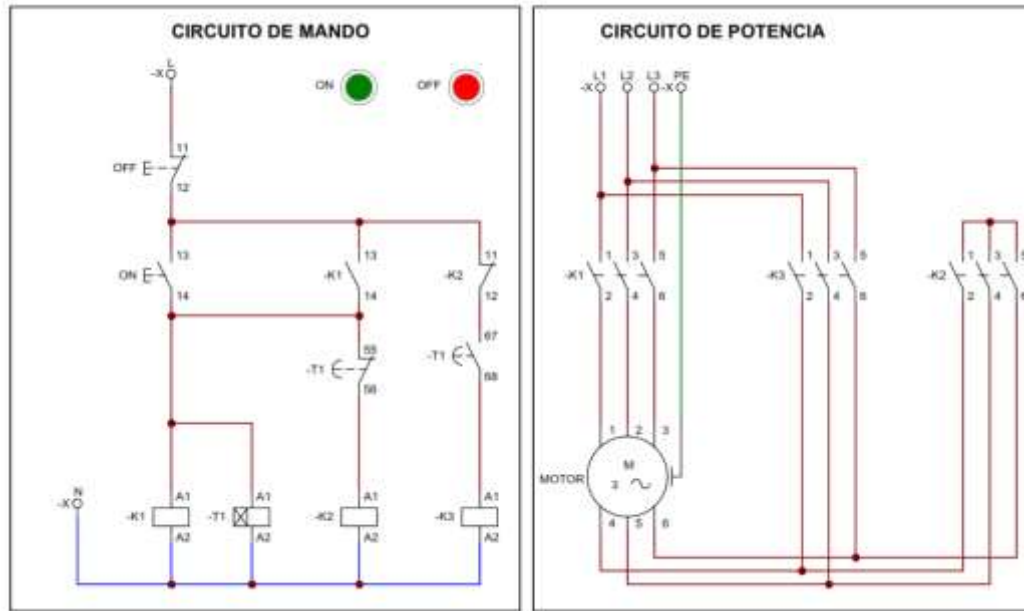 CIRCUITO DE MANDO
L
-X
ON
OFF
11
OFF
12
13
13
11
ON
-K1
-K2
14
14
12
55
67
-T1
-T1
56
68
N
-X
A1
A1
A1
A1
-K1
-T1
-K2
-K3
A2
A2
A2
A2
CIRCUITO DE POTENCIA
L1
L2
L3
PE
-X
-X
1
3
5
1
3
5
1
3
5
-K1
-K3
-K2
2
4
6
2
4
6
2
4
6
1
2
3
MOTOR
M
3
4
5
6